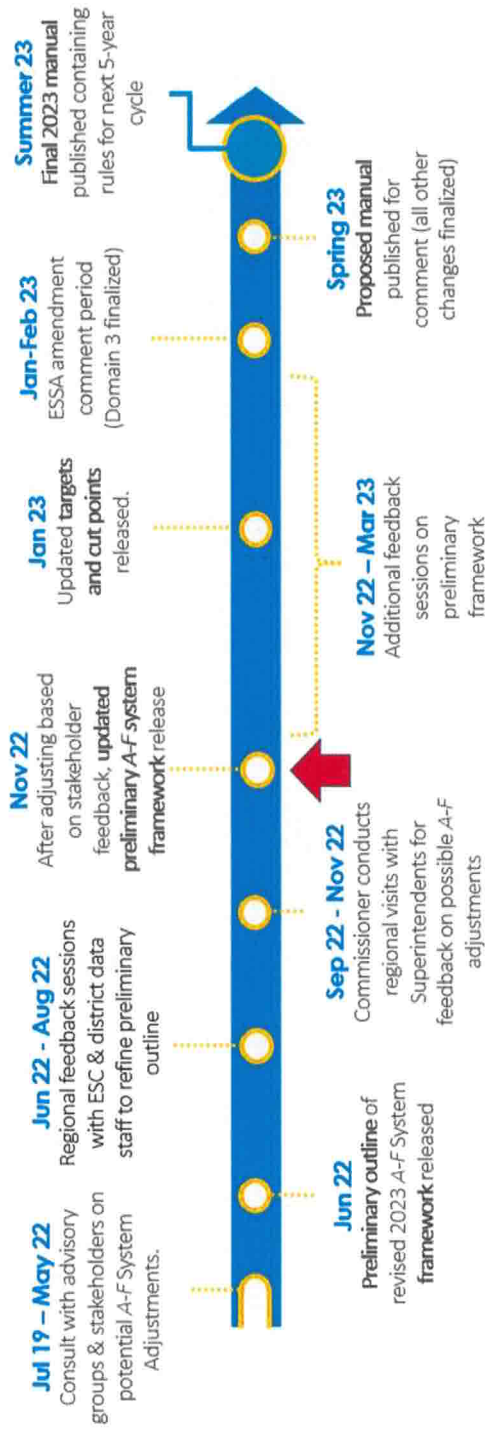 Jul 19 – May 22
Consult with advisory
groups & stakeholders on
potential A-F System
Adjustments.
Jun 22
Preliminary outline of
revised 2023 A-F System
framework released
Jun 22 - Aug 22
Regional feedback sessions
with ESC & district data
staff to refine preliminary
outline
Sep 22 - Nov 22
Commissioner conducts
regional visits with
Superintendents for
feedback on possible A-F
adjustments
Nov 22
After adjusting based
on stakeholder
feedback, updated
preliminary A-F system
framework release
Nov 22 – Mar 23
Additional feedback
sessions on
preliminary
framework
Jan 23
Updated targets
and cut points
released.
Jan-Feb 23
ESSA amendment
comment period
(Domain 3 finalized)
Spring 23
Proposed manual
published for
comment (all other
changes finalized)
Summer 23
Final 2023 manual
published containing
rules for next 5-year
cycle